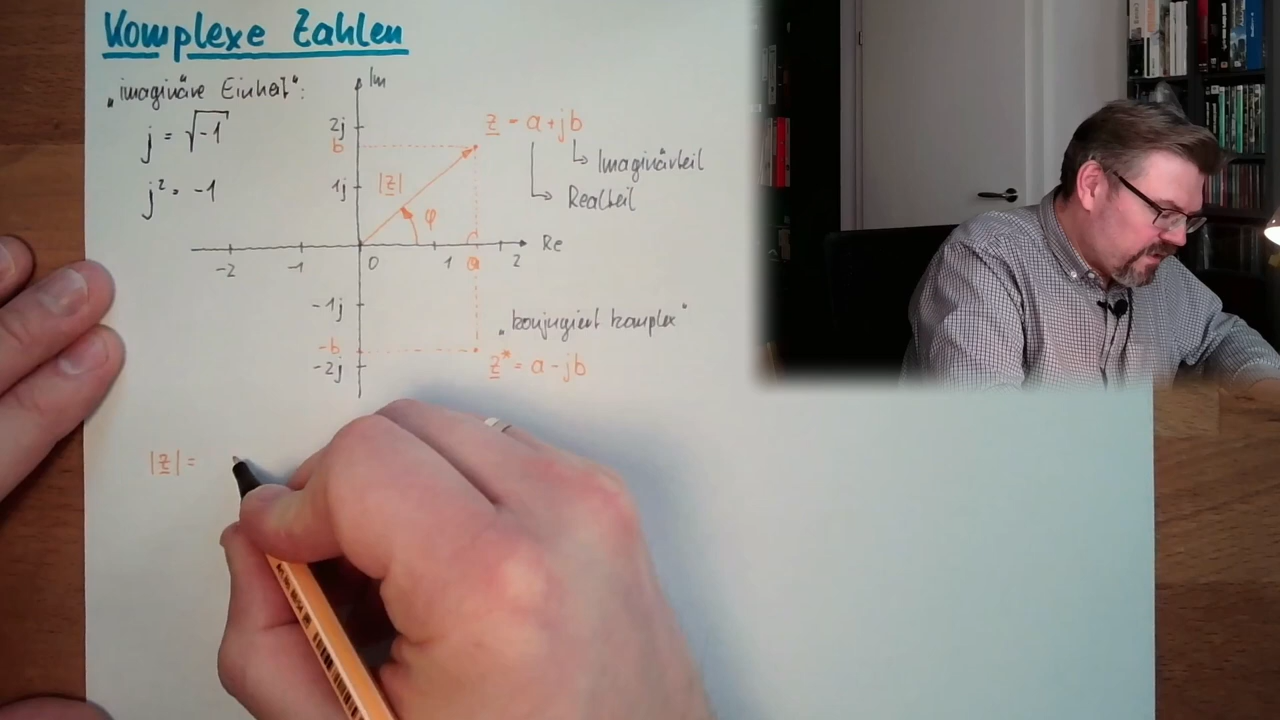 Komplexe Zahlen
„imaginäre Einheit":
j = √-1
j² = -1
Im
2j
b
1j
|z|
φ
z = a + jb
Imaginärteil
Realteil
-2 -1 0 1 a 2 Re
-1j
-b
-2j
„konjugiert komplex"
z* = a - jb
|z| =